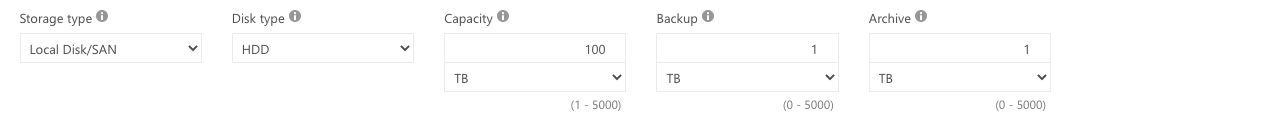 Storage type Disk type Capacity Backup Archive
Local Disk/SAN HDD 100 1 1
TB TB TB
(1 - 5000) (0 - 5000) (0 - 5000)